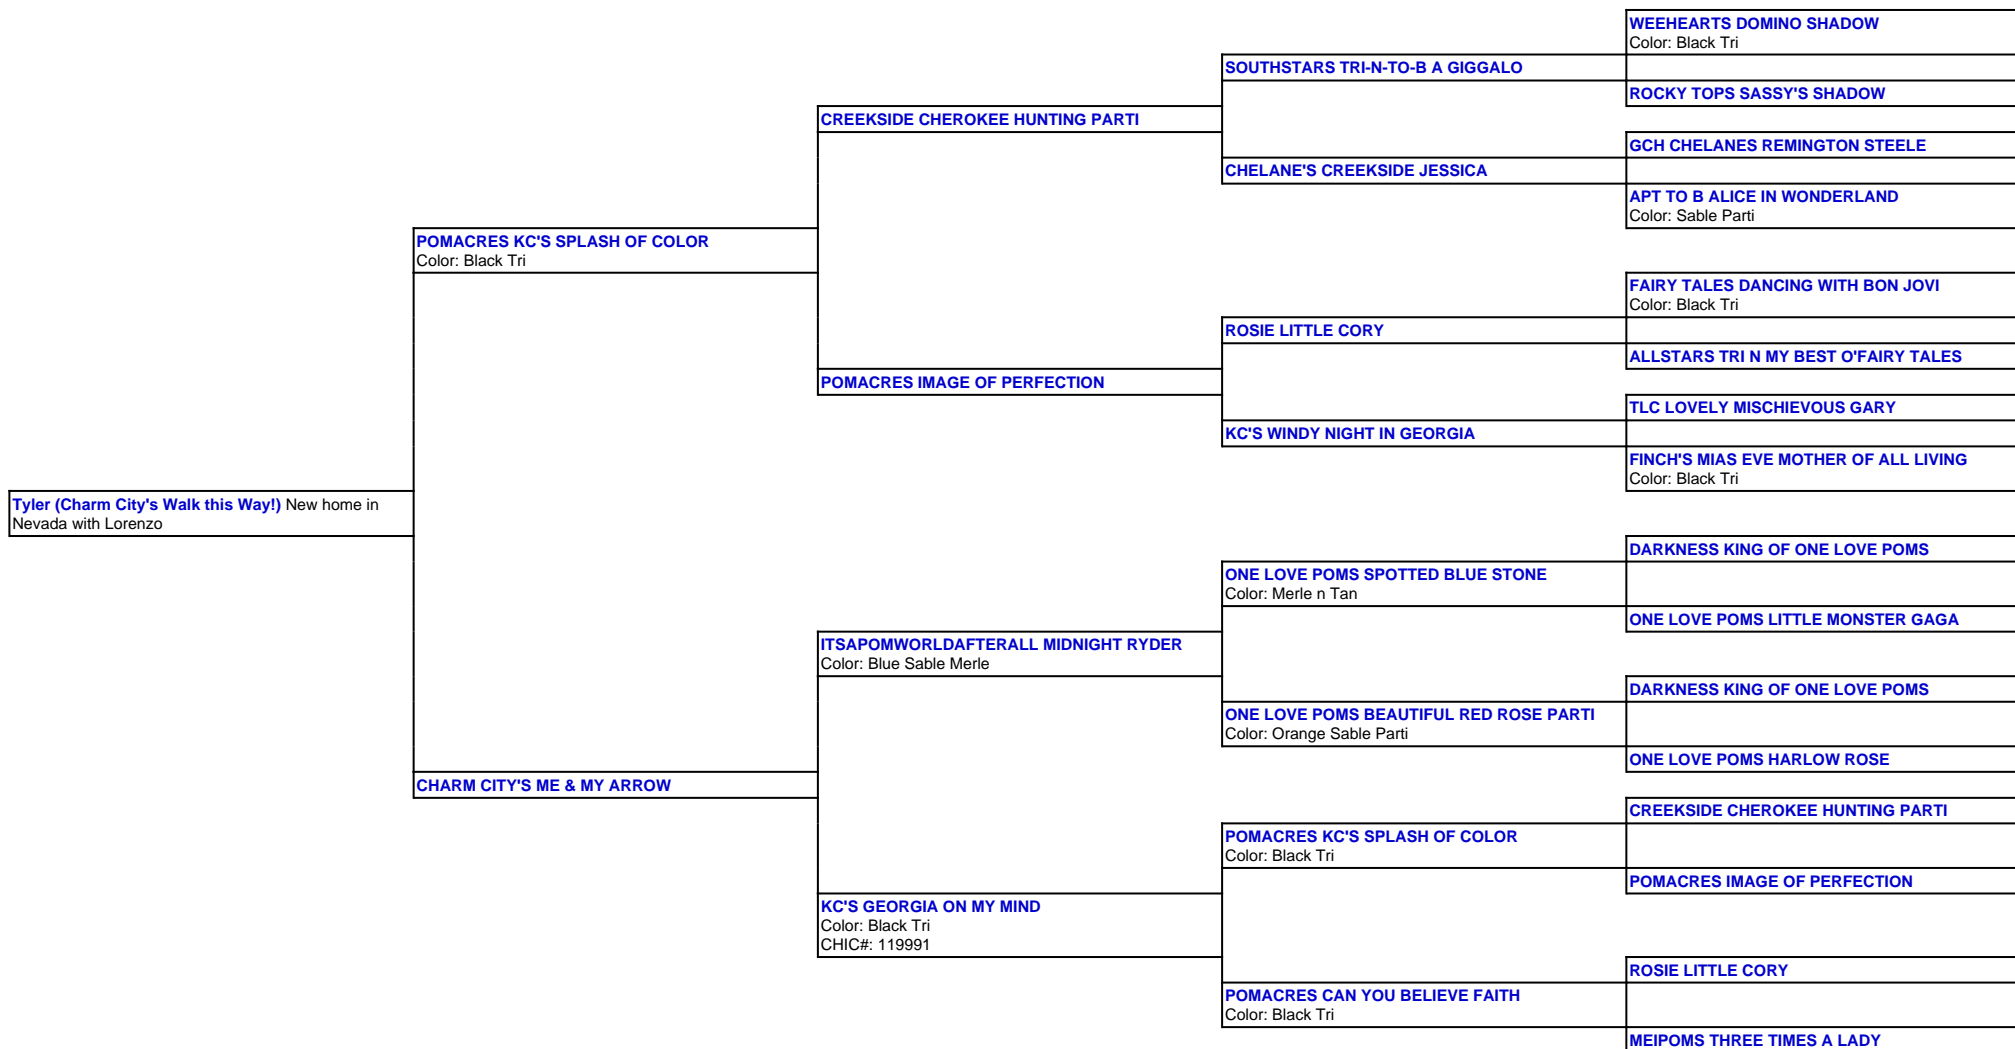 WEEHEARTS DOMINO SHADOW
Color: Black Tri
SOUTHSTARS TRI-N-TO-B A GIGGALO
ROCKY TOPS SASSY'S SHADOW
CREEKSIDE CHEROKEE HUNTING PARTI
GCH CHELANES REMINGTON STEELE
CHELANE'S CREEKSIDE JESSICA
APT TO B ALICE IN WONDERLAND
Color: Sable Parti
POMACRES KC'S SPLASH OF COLOR
Color: Black Tri
FAIRY TALES DANCING WITH BON JOVI
Color: Black Tri
ROSIE LITTLE CORY
ALLSTARS TRI N MY BEST O'FAIRY TALES
POMACRES IMAGE OF PERFECTION
TLC LOVELY MISCHIEVOUS GARY
KC'S WINDY NIGHT IN GEORGIA
FINCH'S MIAS EVE MOTHER OF ALL LIVING
Color: Black Tri
Tyler (Charm City's Walk this Way!) New home in
Nevada with Lorenzo
DARKNESS KING OF ONE LOVE POMS
ONE LOVE POMS SPOTTED BLUE STONE
Color: Merle n Tan
ONE LOVE POMS LITTLE MONSTER GAGA
ITSAPOMWORLDAFTERALL MIDNIGHT RYDER
Color: Blue Sable Merle
DARKNESS KING OF ONE LOVE POMS
ONE LOVE POMS BEAUTIFUL RED ROSE PARTI
Color: Orange Sable Parti
ONE LOVE POMS HARLOW ROSE
CHARM CITY'S ME & MY ARROW
CREEKSIDE CHEROKEE HUNTING PARTI
POMACRES KC'S SPLASH OF COLOR
Color: Black Tri
POMACRES IMAGE OF PERFECTION
KC'S GEORGIA ON MY MIND
Color: Black Tri
CHIC#: 119991
ROSIE LITTLE CORY
POMACRES CAN YOU BELIEVE FAITH
Color: Black Tri
MEIPOMS THREE TIMES A LADY